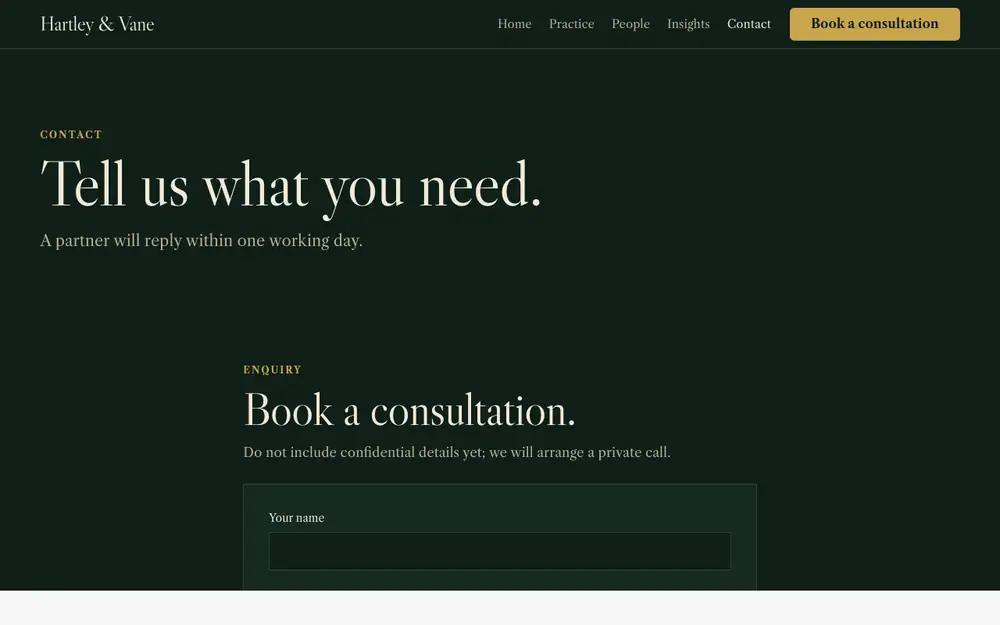 Hartley & Vane
Home Practice People Insights Contact Book a consultation
CONTACT
Tell us what you need.
A partner will reply within one working day.
ENQUIRY
Book a consultation.
Do not include confidential details yet; we will arrange a private call.
Your name